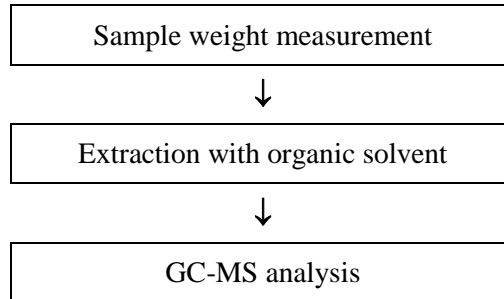 Sample weight measurement
↓
Extraction with organic solvent
↓
GC-MS analysis